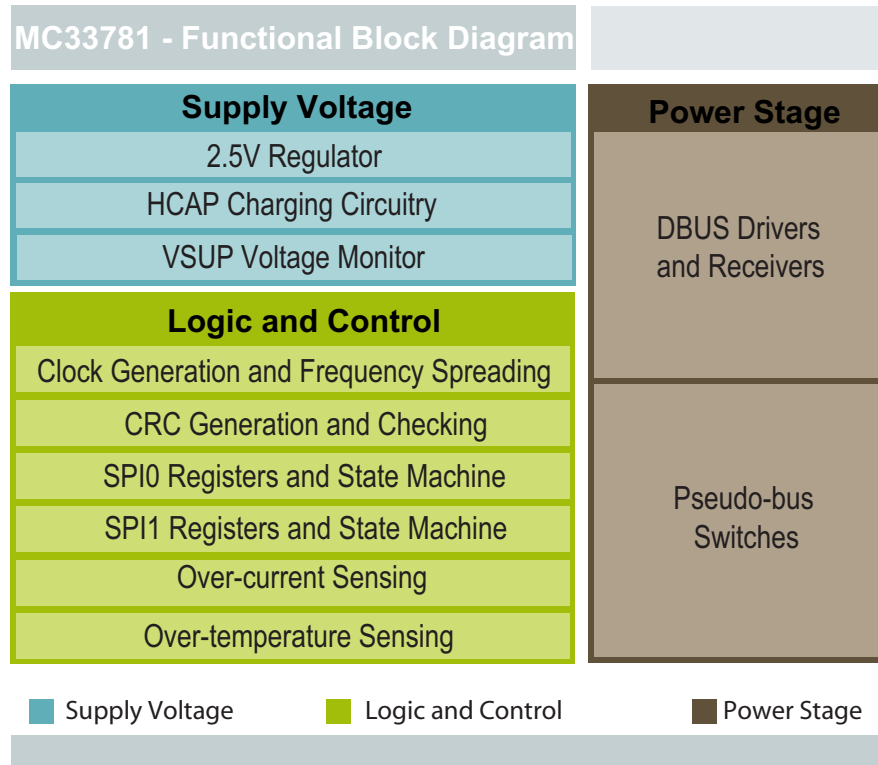 MC33781 - Functional Block Diagram
Supply Voltage
2.5V Regulator
HCAP Charging Circuitry
VSUP Voltage Monitor
Logic and Control
Clock Generation and Frequency Spreading
CRC Generation and Checking
SPI0 Registers and State Machine
SPI1 Registers and State Machine
Over-current Sensing
Over-temperature Sensing
Power Stage
DBUS Drivers
and Receivers
Pseudo-bus
Switches
Supply Voltage
Logic and Control
Power Stage